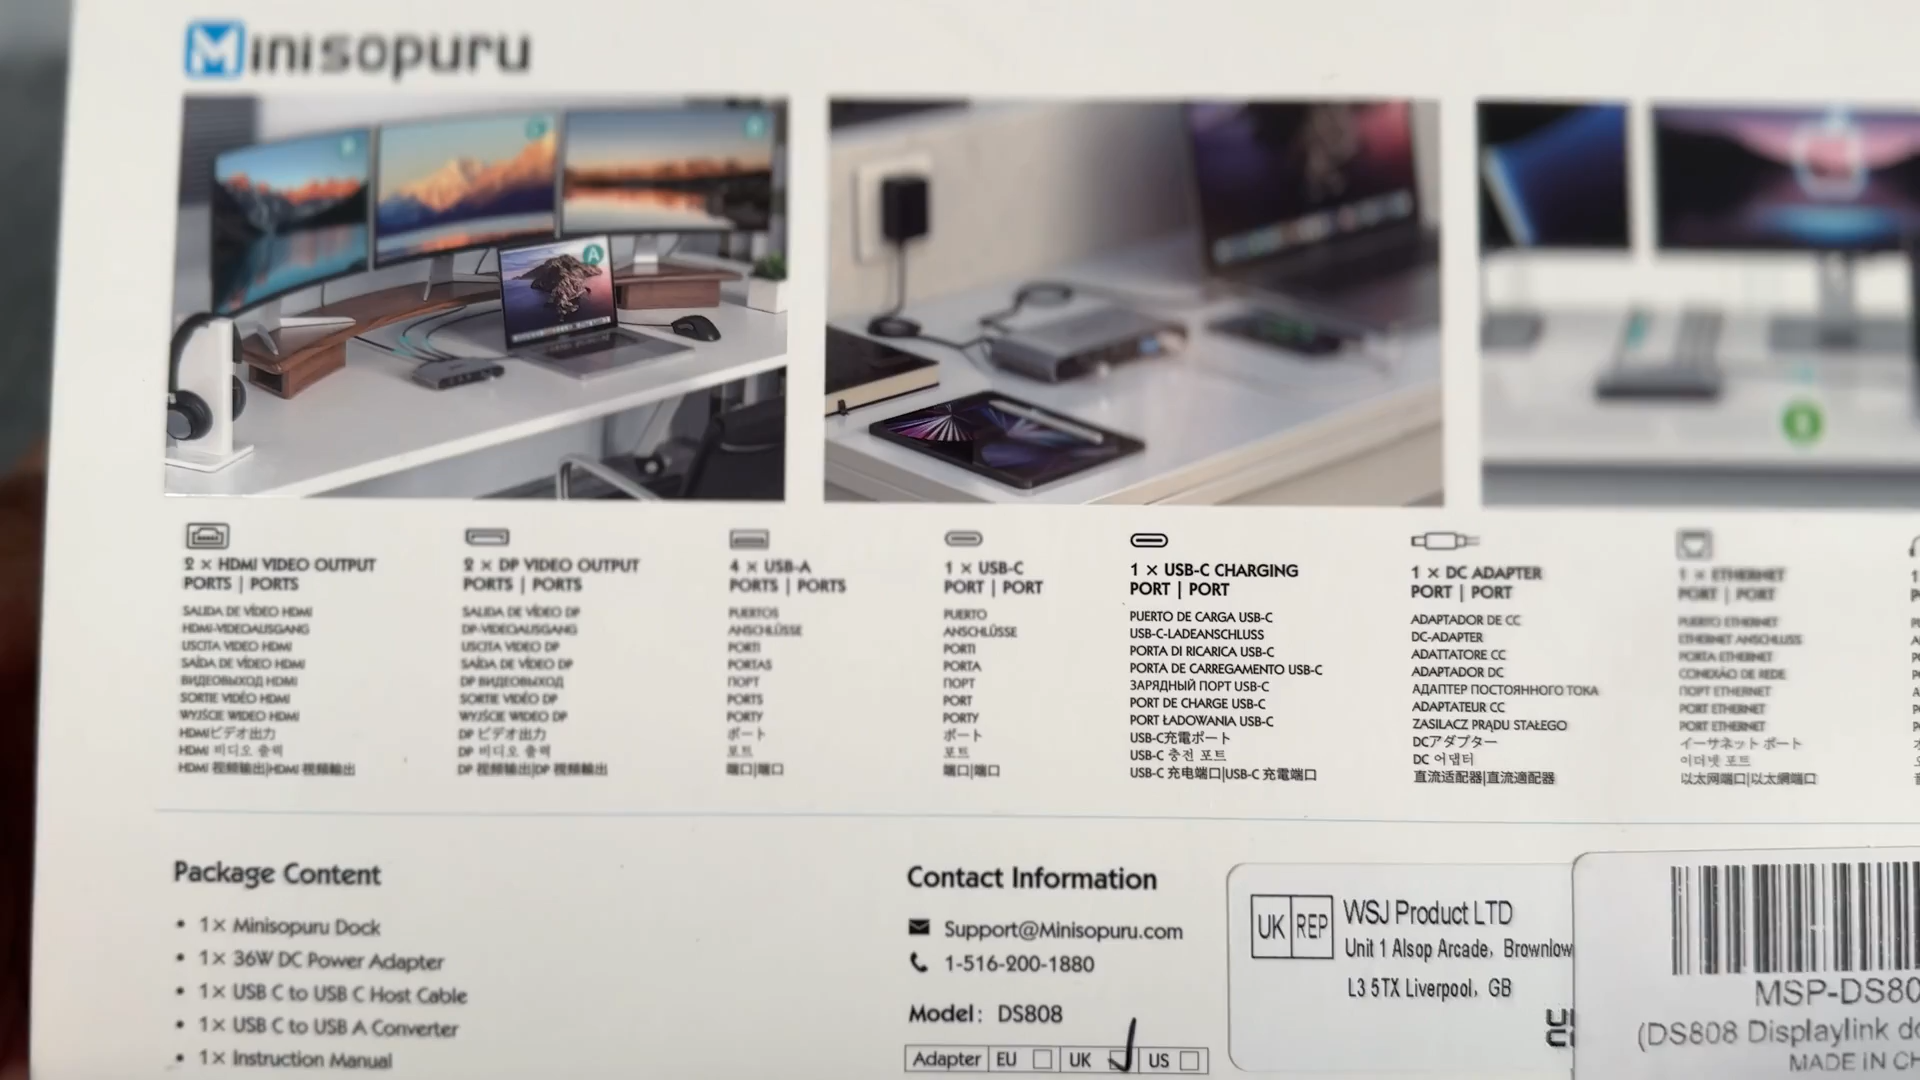 Minisopuru
2 × HDMI VIDEO OUTPUT
PORTS | PORTS
SALIDA DE VÍDEO HDMI
HDMI-VIDEOAUSGANG
USCITA VIDEO HDMI
SAÍDA DE VÍDEO HDMI
ВИДЕОВЫХОД HDMI
SORTIE VIDÉO HDMI
WYJŚCIE WIDEO HDMI
HDMIビデオ出力
HDMI 비디오 출력
HDMI 视频输出|HDMI 視頻輸出
2 × DP VIDEO OUTPUT
PORTS | PORTS
SALIDA DE VÍDEO DP
DP-VIDEOAUSGANG
USCITA VIDEO DP
SAÍDA DE VÍDEO DP
DP ВИДЕОВЫХОД
SORTIE VIDÉO DP
WYJŚCIE WIDEO DP
DP ビデオ出力
DP 비디오 출력
DP 视频输出|DP 視頻輸出
4 × USB-A
PORTS | PORTS
PUERTOS
ANSCHLÜSSE
PORTI
PORTAS
ПОРТ
PORTS
PORTY
ポート
포트
端口|端口
1 × USB-C
PORT | PORT
PUERTO
ANSCHLÜSSE
PORTI
PORTA
ПОРТ
PORT
PORTY
ポート
포트
端口|端口
1 × USB-C CHARGING
PORT | PORT
PUERTO DE CARGA USB-C
USB-C-LADEANSCHLUSS
PORTA DI RICARICA USB-C
PORTA DE CARREGAMENTO USB-C
ЗАРЯДНЫЙ ПОРТ USB-C
PORT DE CHARGE USB-C
PORT ŁADOWANIA USB-C
USB-C充電ポート
USB-C 충전 포트
USB-C 充电端口|USB-C 充電端口
1 × DC ADAPTER
PORT | PORT
ADAPTADOR DE CC
DC-ADAPTER
ADATTATORE CC
ADAPTADOR DC
АДАПТЕР ПОСТОЯННОГО ТОКА
ADAPTATEUR CC
ZASILACZ PRĄDU STAŁEGO
DCアダプター
DC 어댑터
直流适配器|直流適配器
1 × ETHERNET
PORT | PORT
PUERTO ETHERNET
ETHERNET ANSCHLUSS
PORTA ETHERNET
CONEXÃO DE REDE
ПОРТ ETHERNET
PORT ETHERNET
PORT ETHERNET
イーサネット ポート
이더넷 포트
以太网端口|以太網端口
Package Content
• 1× Minisopuru Dock
• 1× 36W DC Power Adapter
• 1× USB C to USB C Host Cable
• 1× USB C to USB A Converter
• 1× Instruction Manual
Contact Information
Support@Minisopuru.com
1-516-200-1880
Model: DS808
Adapter EU UK US
UK REP
WSJ Product LTD
Unit 1 Alsop Arcade, Brownlow
L3 5TX Liverpool, GB
MSP-DS80
(DS808 Displaylink do
MADE IN CH